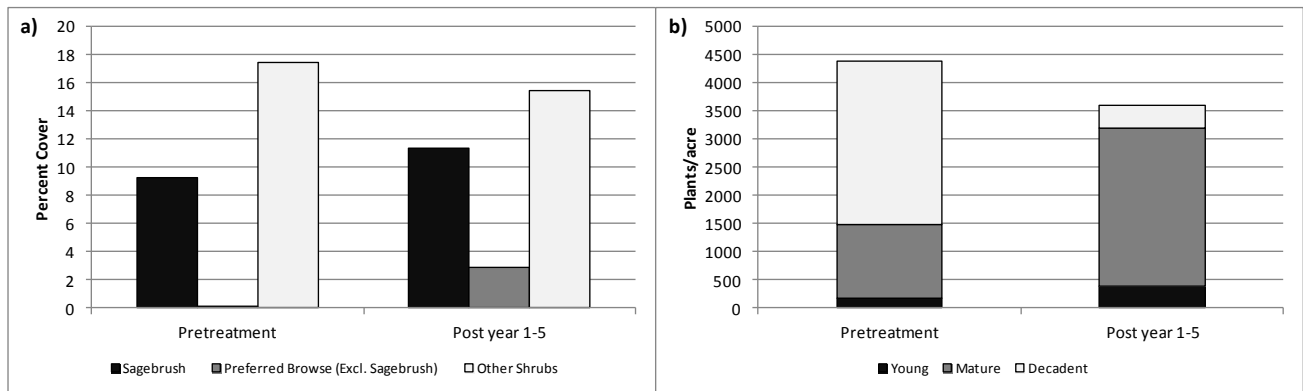 a)
Percent Cover
20
18
16
14
12
10
8
6
4
2
0
Pretreatment
Post year 1-5
Sagebrush
Preferred Browse (Excl. Sagebrush)
Other Shrubs
b)
Plants/acre
5000
4500
4000
3500
3000
2500
2000
1500
1000
500
0
Pretreatment
Post year 1-5
Young
Mature
Decadent